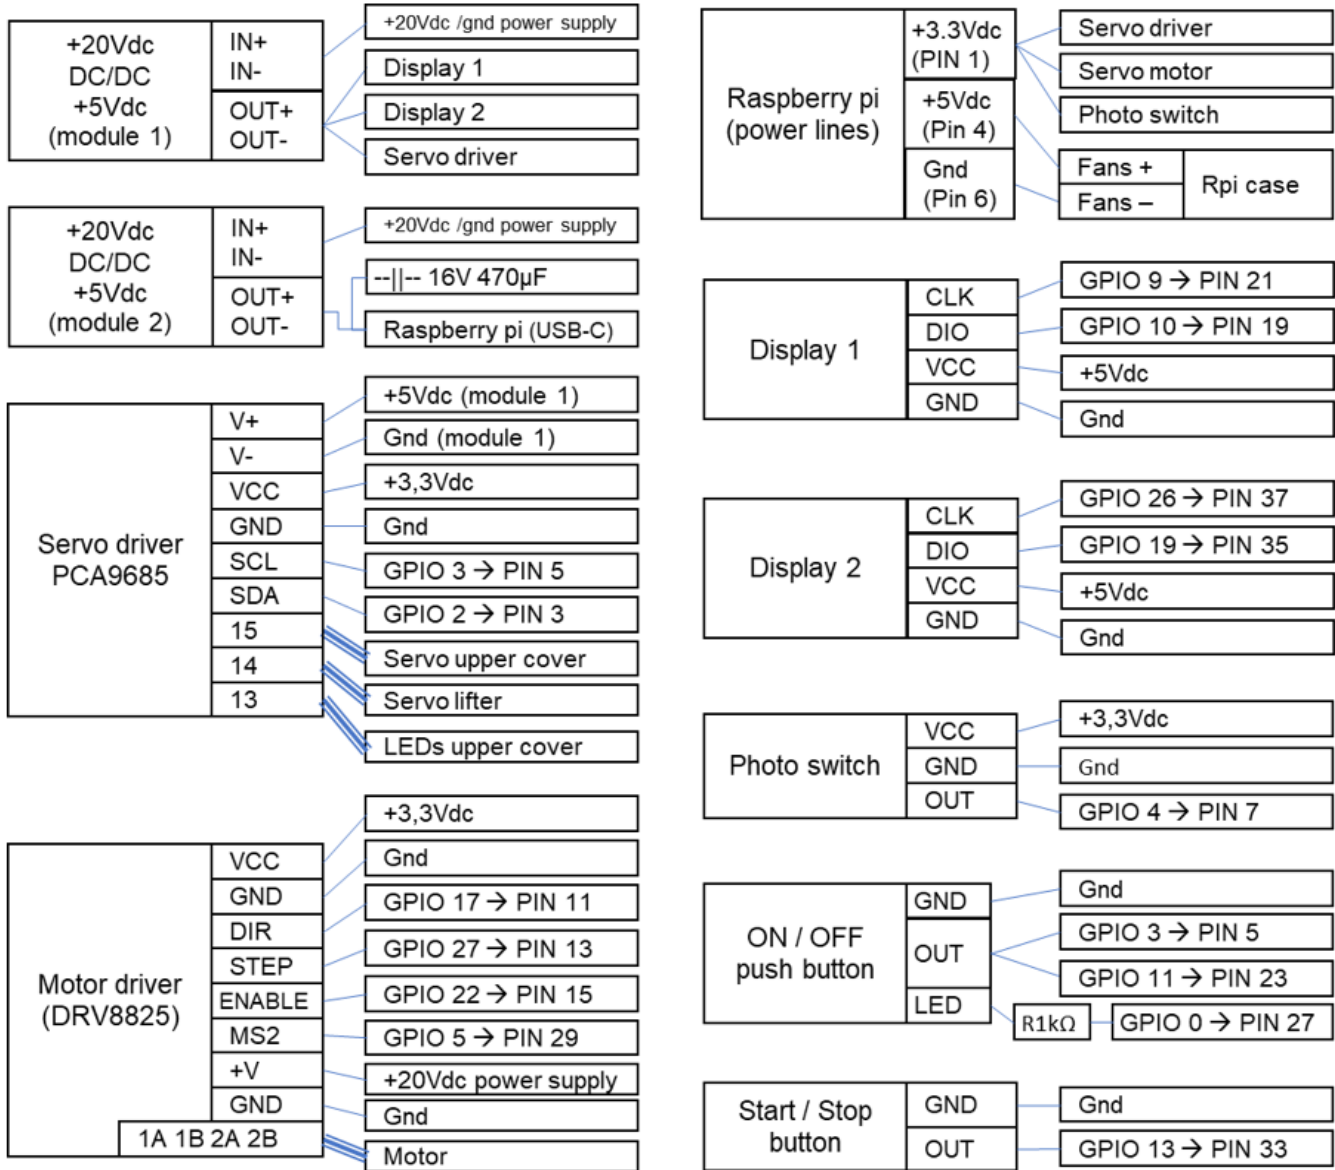 +20Vdc
DC/DC
+5Vdc
(module 1)
IN+
IN-
OUT+
OUT-
+20Vdc /gnd power supply
Display 1
Display 2
Servo driver
+20Vdc
DC/DC
+5Vdc
(module 2)
IN+
IN-
OUT+
OUT-
+20Vdc /gnd power supply
--||-- 16V 470µF
Raspberry pi (USB-C)
Servo driver
PCA9685
V+
V-
VCC
GND
SCL
SDA
15
14
13
+5Vdc (module 1)
Gnd (module 1)
+3,3Vdc
Gnd
GPIO 3 → PIN 5
GPIO 2 → PIN 3
Servo upper cover
Servo lifter
LEDs upper cover
Motor driver
(DRV8825)
VCC
GND
DIR
STEP
ENABLE
MS2
+V
GND
1A 1B 2A 2B
+3,3Vdc
Gnd
GPIO 17 → PIN 11
GPIO 27 → PIN 13
GPIO 22 → PIN 15
GPIO 5 → PIN 29
+20Vdc power supply
Gnd
Motor
Raspberry pi
(power lines)
+3.3Vdc
(PIN 1)
+5Vdc
(Pin 4)
Gnd
(Pin 6)
Servo driver
Servo motor
Photo switch
Fans +
Fans –
Rpi case
Display 1
CLK
DIO
VCC
GND
GPIO 9 → PIN 21
GPIO 10 → PIN 19
+5Vdc
Gnd
Display 2
CLK
DIO
VCC
GND
GPIO 26 → PIN 37
GPIO 19 → PIN 35
+5Vdc
Gnd
Photo switch
VCC
GND
OUT
+3,3Vdc
Gnd
GPIO 4 → PIN 7
ON / OFF
push button
GND
OUT
LED
Gnd
GPIO 3 → PIN 5
GPIO 11 → PIN 23
R1kΩ
GPIO 0 → PIN 27
Start / Stop
button
GND
OUT
Gnd
GPIO 13 → PIN 33